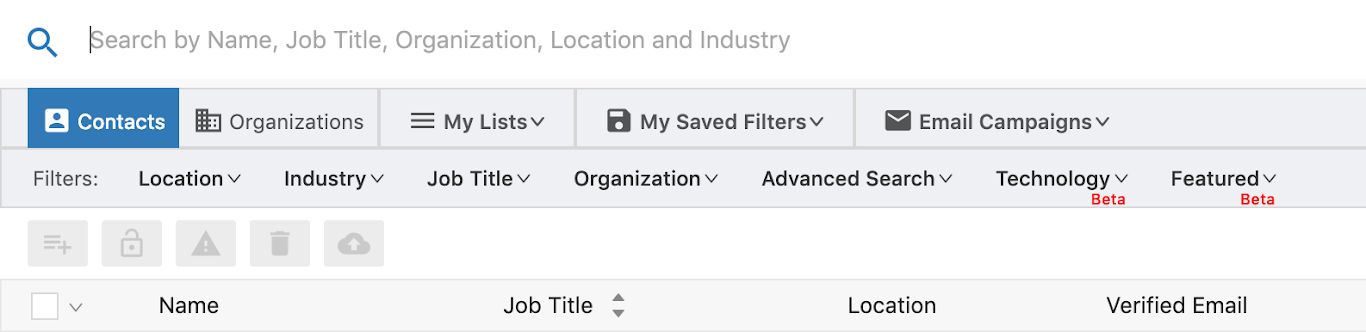 Search by Name, Job Title, Organization, Location and Industry
Contacts Organizations My Lists My Saved Filters Email Campaigns
Filters: Location Industry Job Title Organization Advanced Search Technology Featured
Beta Beta
Name Job Title Location Verified Email